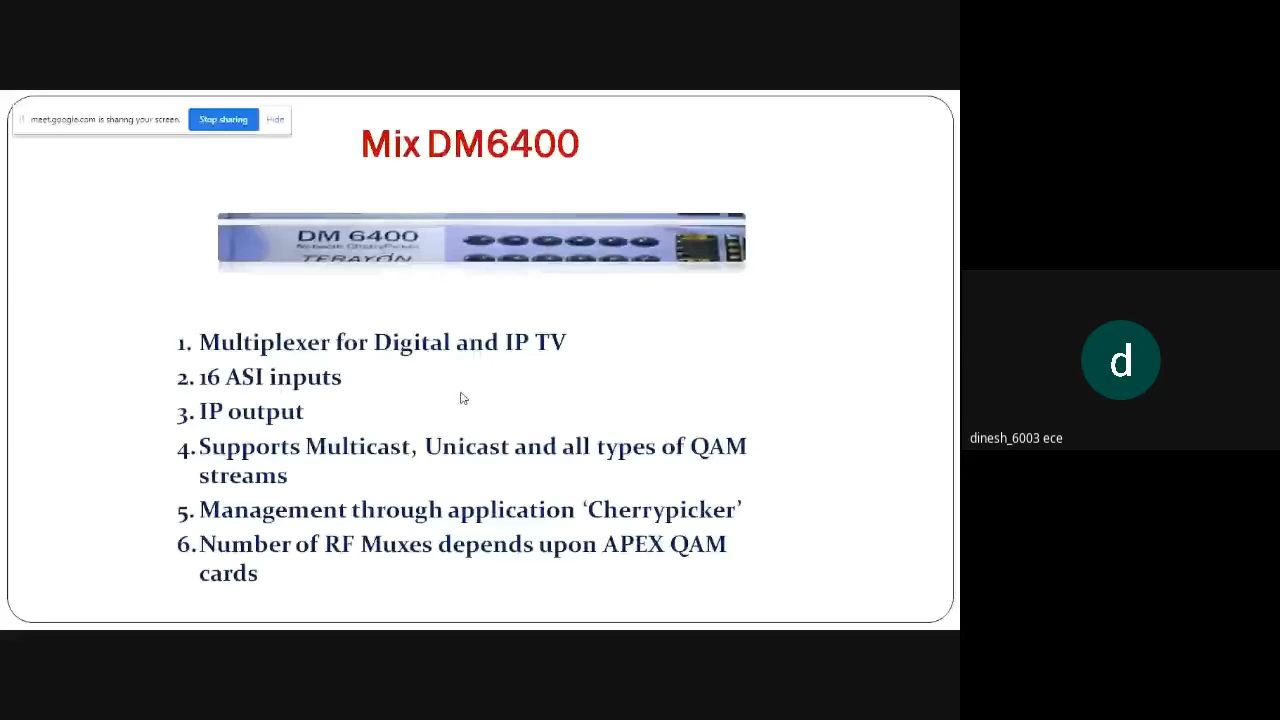 meet.google.com is sharing your screen.
Stop sharing
Hide
Mix DM6400
DM 6400
Network CherryPicker
TERAYON
1. Multiplexer for Digital and IP TV
2. 16 ASI inputs
3. IP output
4. Supports Multicast, Unicast and all types of QAM
streams
5. Management through application ‘Cherrypicker’
6. Number of RF Muxes depends upon APEX QAM
cards
d
dinesh_6003 ece